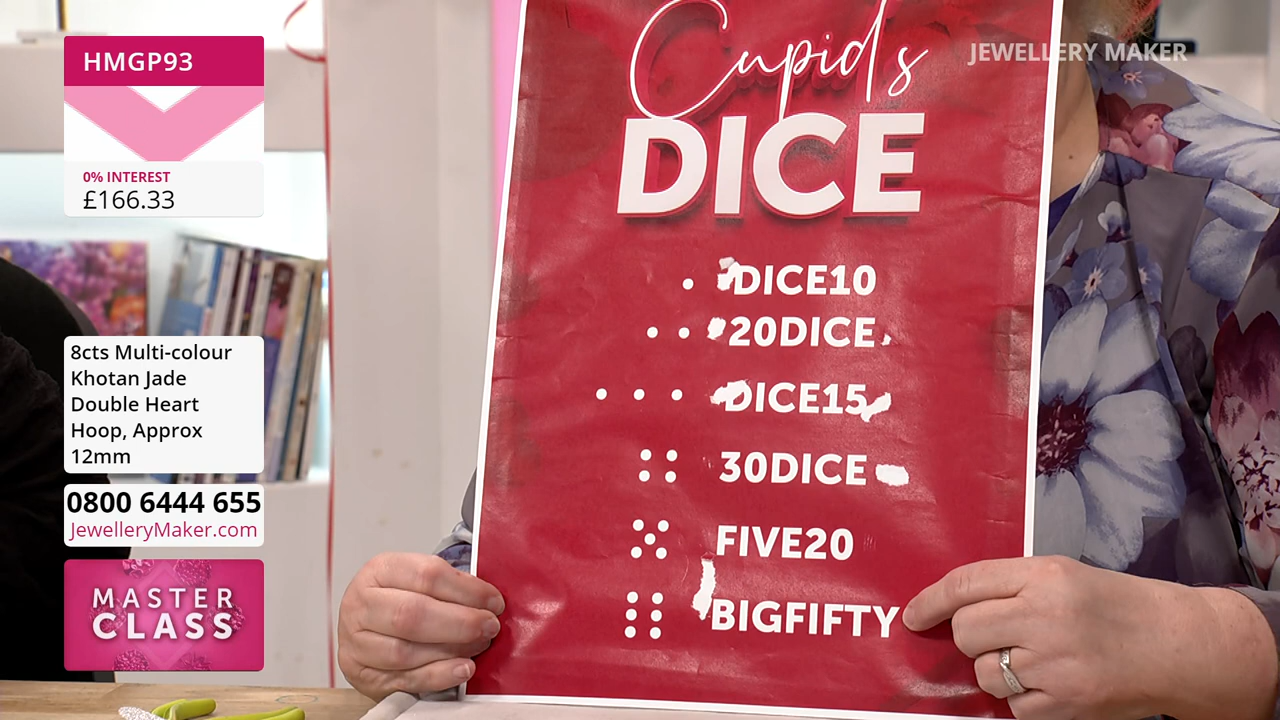 HMGP93
0% INTEREST
£166.33
8cts Multi-colour
Khotan Jade
Double Heart
Hoop, Approx
12mm
0800 6444 655
JewelleryMaker.com
MASTER
CLASS
JEWELLERY MAKER
Cupid's
DICE
DICE10
20DICE
DICE15
30DICE
FIVE20
BIGFIFTY